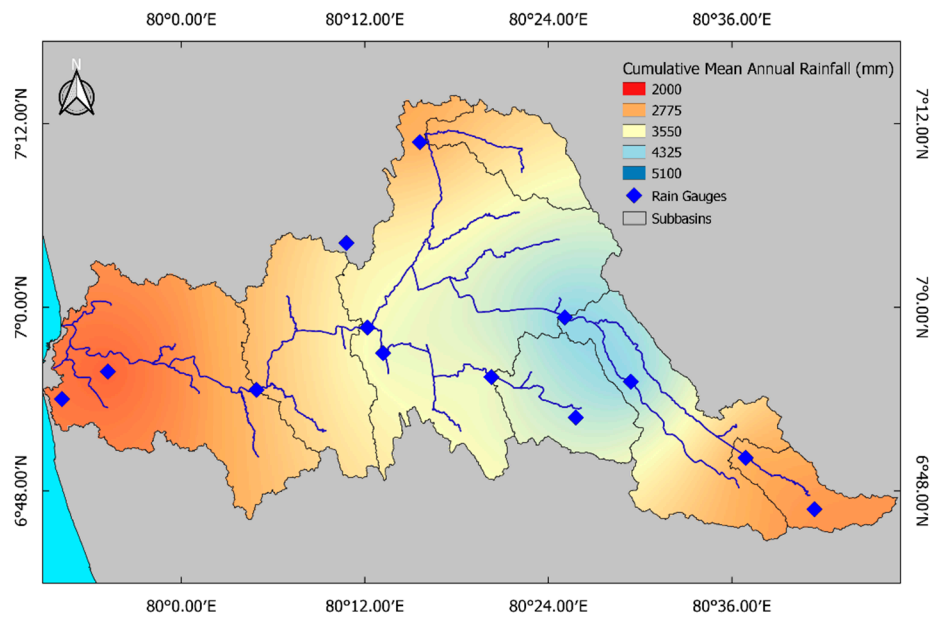 80°0.00′E 80°12.00′E 80°24.00′E 80°36.00′E
N
Cumulative Mean Annual Rainfall (mm)
2000
2775
3550
4325
5100
Rain Gauges
Subbasins
7°12.00′N
7°12.00′N
7°0.00′N
7°0.00′N
6°48.00′N
6°48.00′N
80°0.00′E 80°12.00′E 80°24.00′E 80°36.00′E